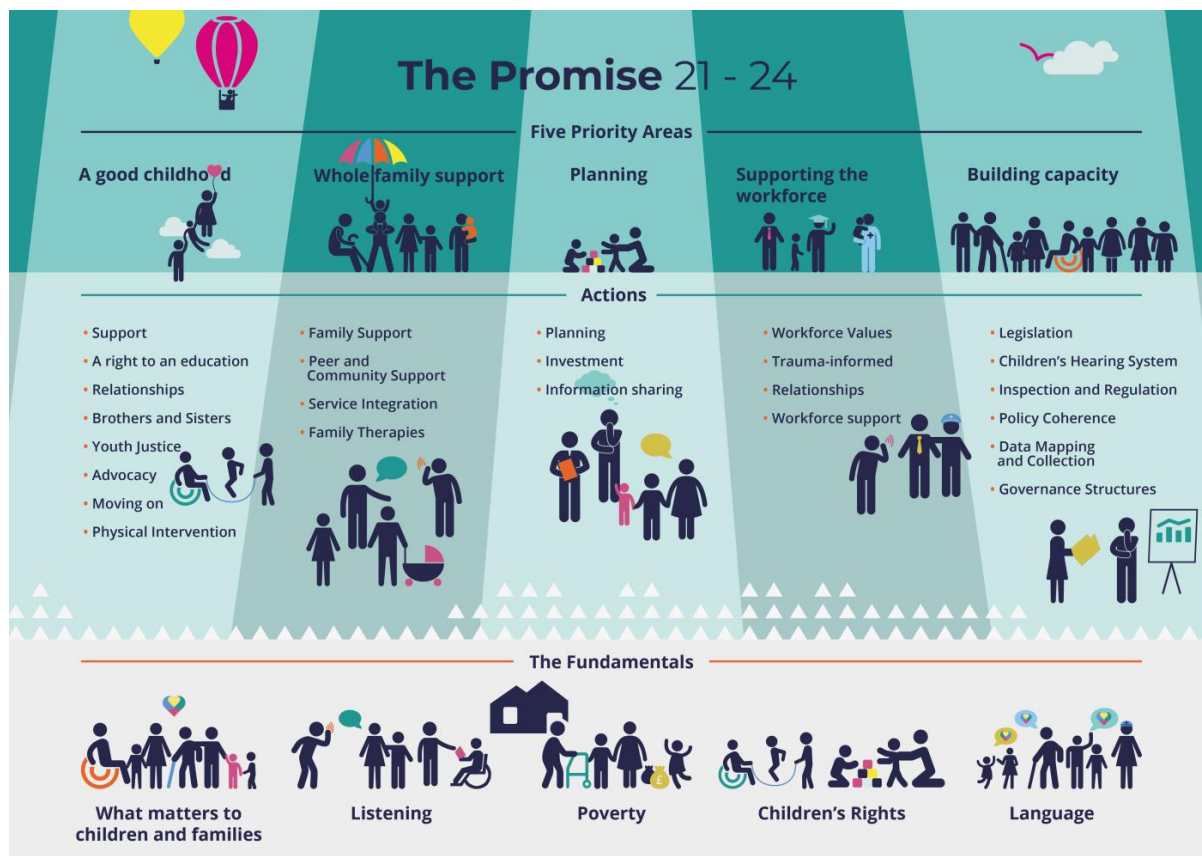 The Promise 21 - 24
Five Priority Areas
A good childhood
Whole family support
Planning
Supporting the
workforce
Building capacity
Actions
• Support
• A right to an education
• Relationships
• Brothers and Sisters
• Youth Justice
• Advocacy
• Moving on
• Physical Intervention
• Family Support
• Peer and
Community Support
• Service Integration
• Family Therapies
• Planning
• Investment
• Information sharing
• Workforce Values
• Trauma-informed
• Relationships
• Workforce support
• Legislation
• Children's Hearing System
• Inspection and Regulation
• Policy Coherence
• Data Mapping
and Collection
• Governance Structures
The Fundamentals
What matters to
children and families
Listening
£
Poverty
Children's Rights
Language